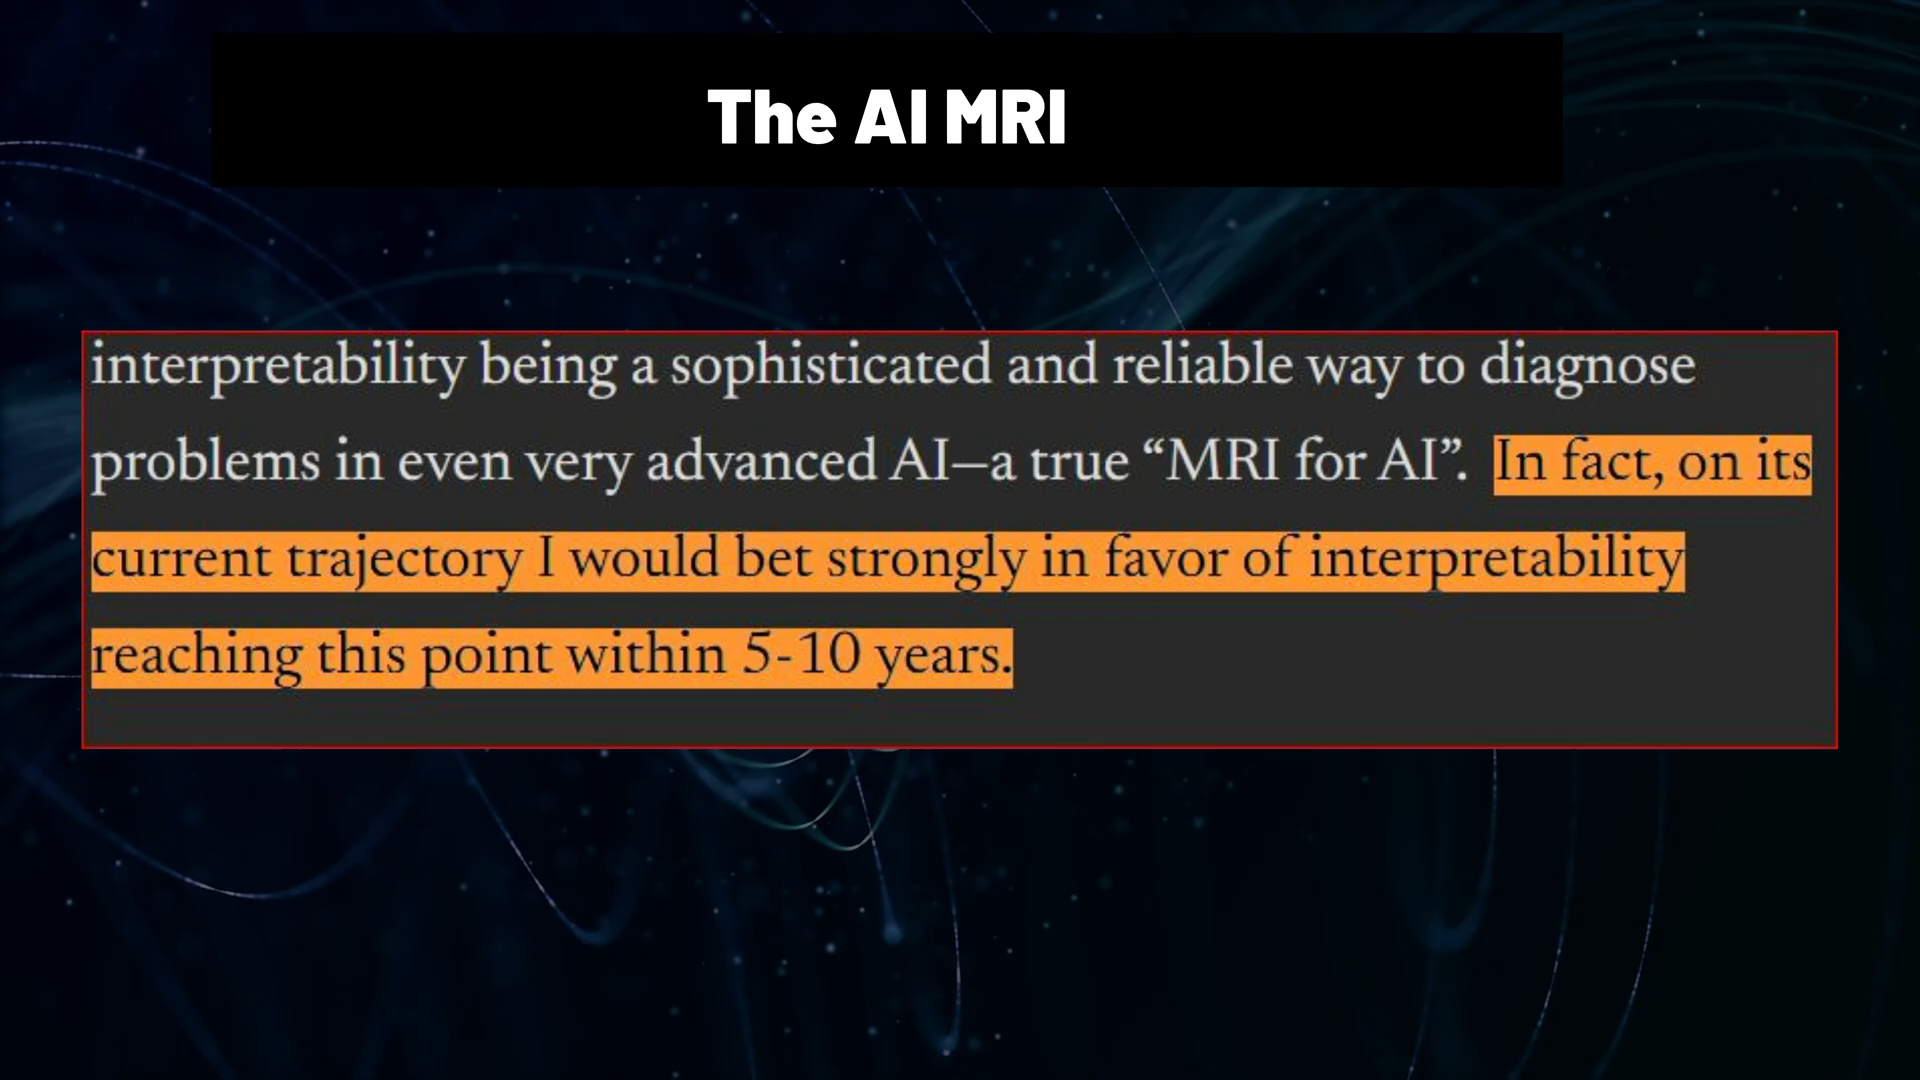 The AI MRI
interpretability being a sophisticated and reliable way to diagnose
problems in even very advanced AI—a true “MRI for AI”. In fact, on its
current trajectory I would bet strongly in favor of interpretability
reaching this point within 5-10 years.